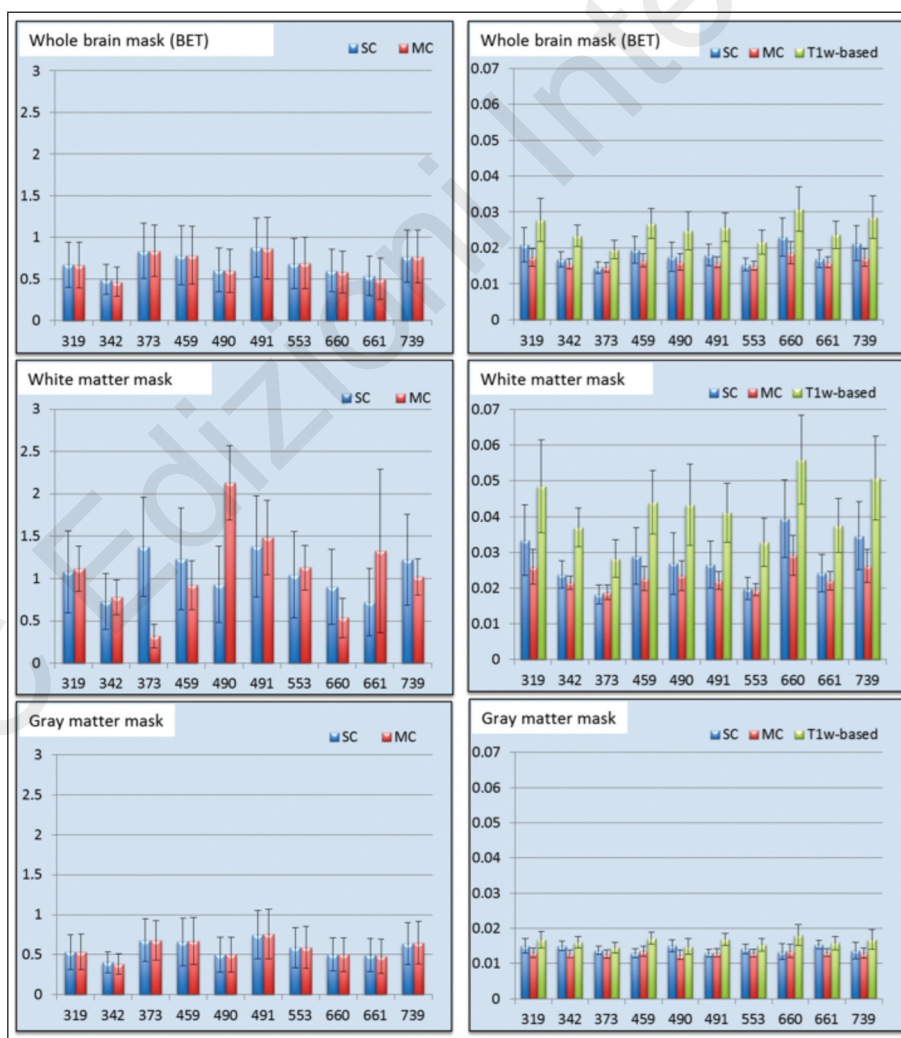 Whole brain mask (BET)
SC MC
3
2.5
2
1.5
1
0.5
0
319 342 373 459 490 491 553 660 661 739
Whole brain mask (BET)
SC MC T1w-based
0.07
0.06
0.05
0.04
0.03
0.02
0.01
0
319 342 373 459 490 491 553 660 661 739
White matter mask
SC MC
3
2.5
2
1.5
1
0.5
0
319 342 373 459 490 491 553 660 661 739
White matter mask
SC MC T1w-based
0.07
0.06
0.05
0.04
0.03
0.02
0.01
0
319 342 373 459 490 491 553 660 661 739
Gray matter mask
SC MC
3
2.5
2
1.5
1
0.5
0
319 342 373 459 490 491 553 660 661 739
Gray matter mask
SC MC T1w-based
0.07
0.06
0.05
0.04
0.03
0.02
0.01
0
319 342 373 459 490 491 553 660 661 739
Edizioni